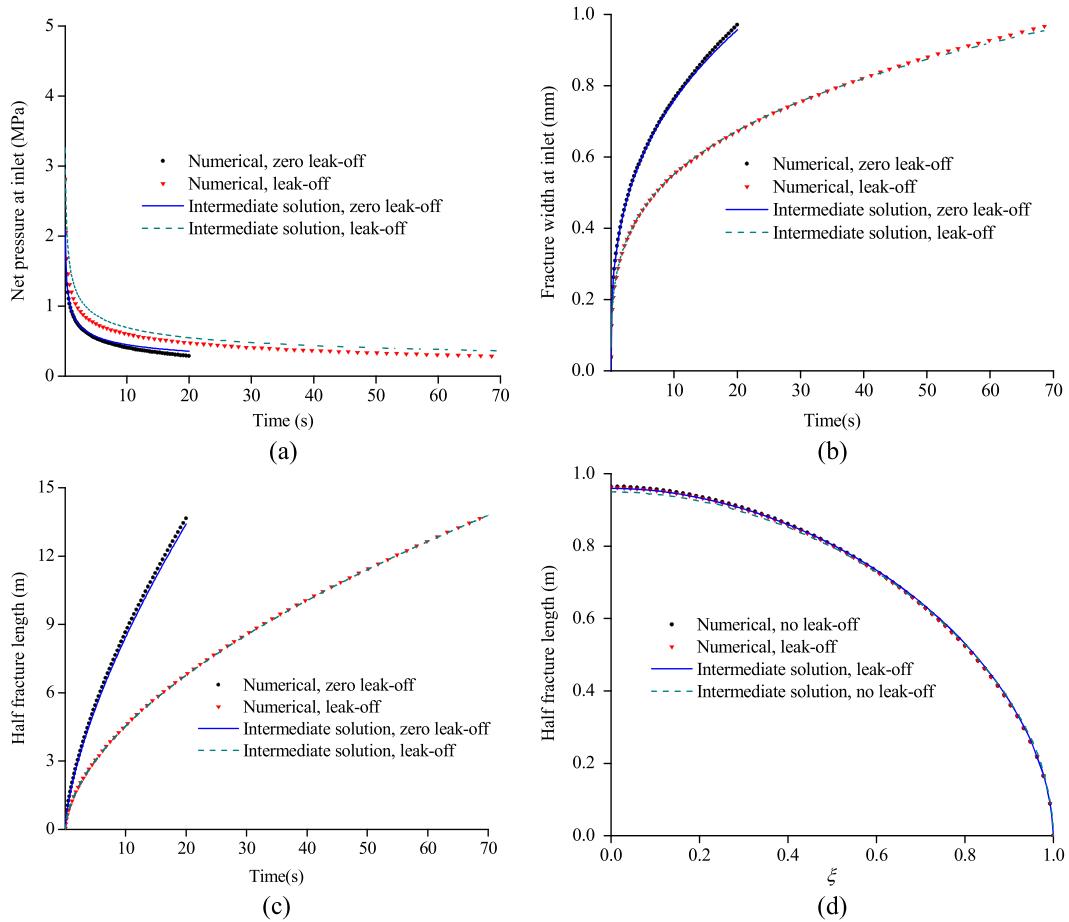 5
4
3
2
1
0
Net pressure at inlet (MPa)
Numerical, zero leak-off
Numerical, leak-off
Intermediate solution, zero leak-off
Intermediate solution, leak-off
10 20 30 40 50 60 70
Time (s)
(a)
1.0
0.8
0.6
0.4
0.2
0.0
Fracture width at inlet (mm)
Numerical, zero leak-off
Numerical, leak-off
Intermediate solution, zero leak-off
Intermediate solution, leak-off
10 20 30 40 50 60 70
Time(s)
(b)
15
12
9
6
3
0
Half fracture length (m)
Numerical, zero leak-off
Numerical, leak-off
Intermediate solution, zero leak-off
Intermediate solution, leak-off
10 20 30 40 50 60 70
Time(s)
(c)
1.0
0.8
0.6
0.4
0.2
0.0
Half fracture length (m)
Numerical, no leak-off
Numerical, leak-off
Intermediate solution, leak-off
Intermediate solution, no leak-off
0.0 0.2 0.4 0.6 0.8 1.0
ξ
(d)